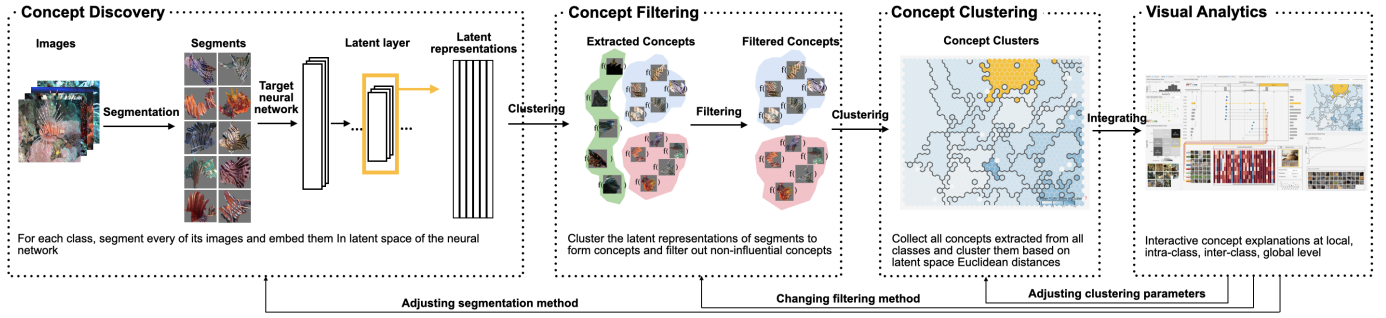 Concept Discovery
Images
Segmentation
Segments
Target
neural
network
Latent layer
...
...
Latent
representations
For each class, segment every of its images and embed them In latent space of the neural
network
Clustering
Concept Filtering
Extracted Concepts
f( )
f( )
f( )
f( )
f( )
f( )
f( )
f( )
f( )
f( )
f( )
f( )
f( )
f( )
Filtering
Filtered Concepts
f( )
f( )
f( )
f( )
f( )
f( )
f( )
f( )
f( )
Cluster the latent representations of segments to
form concepts and filter out non-influential concepts
Clustering
Concept Clustering
Concept Clusters
Collect all concepts extracted from all
classes and cluster them based on
latent space Euclidean distances
Integrating
Visual Analytics
Interactive concept explanations at local,
intra-class, inter-class, global level
Adjusting segmentation method
Changing filtering method
Adjusting clustering parameters